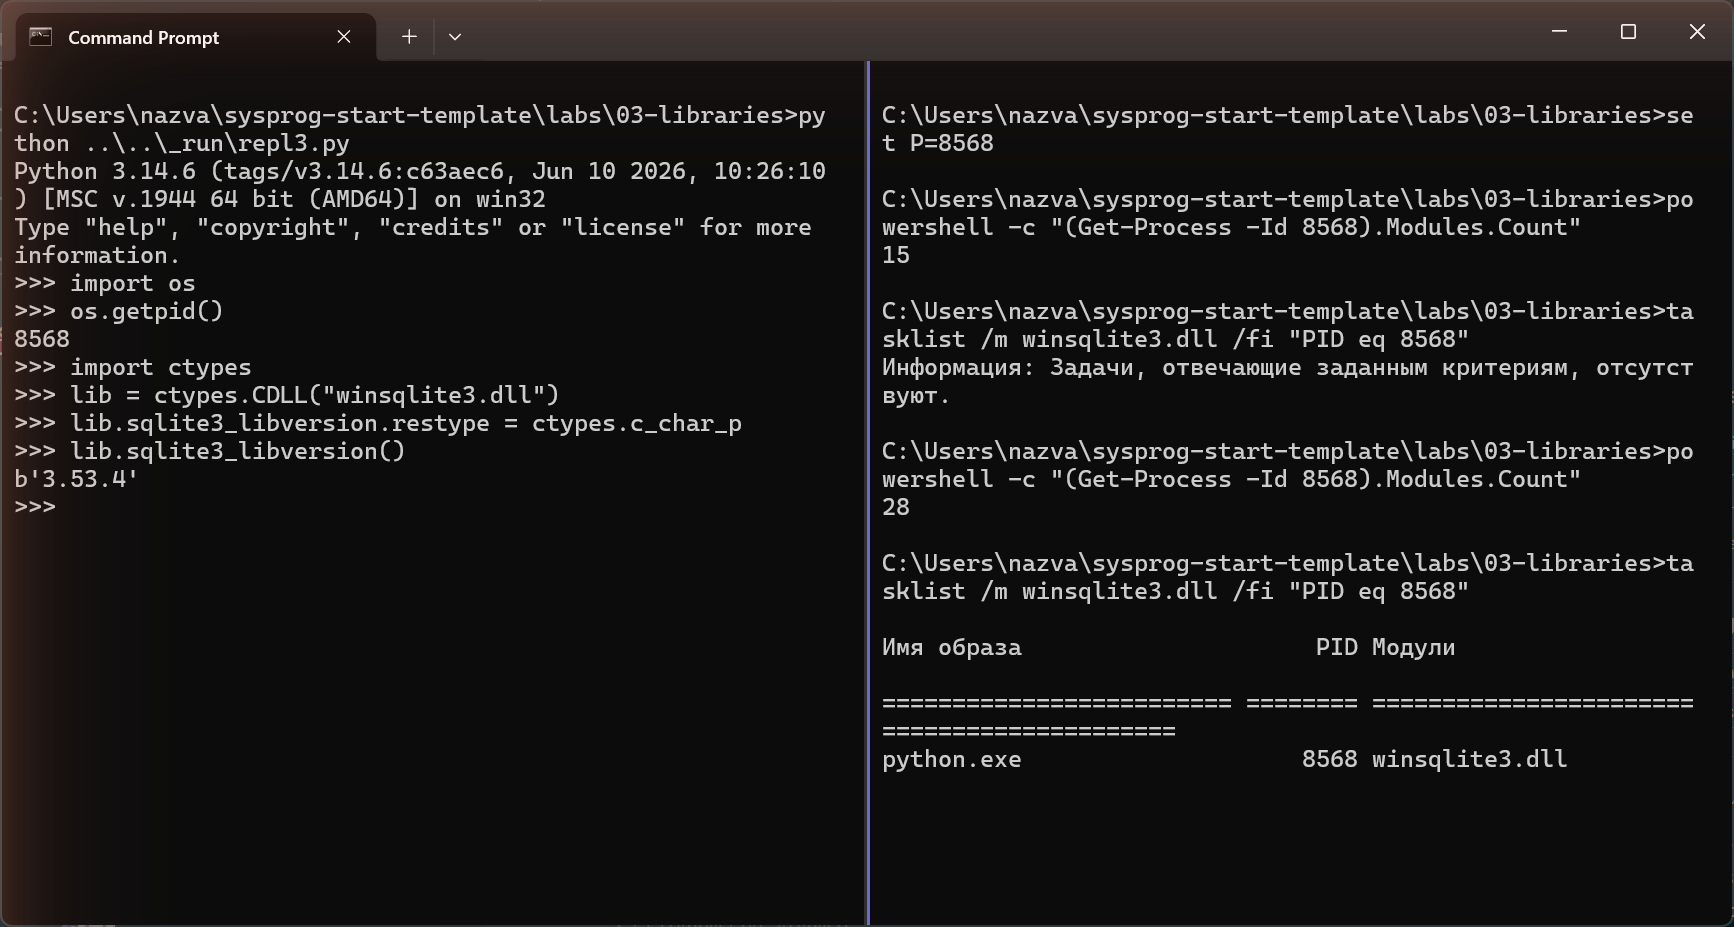 Command Prompt
C:\Users\nazva\sysprog-start-template\labs\03-libraries>py
thon ..\..\_run\repl3.py
Python 3.14.6 (tags/v3.14.6:c63aec6, Jun 10 2026, 10:26:10
) [MSC v.1944 64 bit (AMD64)] on win32
Type "help", "copyright", "credits" or "license" for more
information.
>>> import os
>>> os.getpid()
8568
>>> import ctypes
>>> lib = ctypes.CDLL("winsqlite3.dll")
>>> lib.sqlite3_libversion.restype = ctypes.c_char_p
>>> lib.sqlite3_libversion()
b'3.53.4'
>>>
C:\Users\nazva\sysprog-start-template\labs\03-libraries>se
t P=8568
C:\Users\nazva\sysprog-start-template\labs\03-libraries>po
wershell -c "(Get-Process -Id 8568).Modules.Count"
15
C:\Users\nazva\sysprog-start-template\labs\03-libraries>ta
sklist /m winsqlite3.dll /fi "PID eq 8568"
Информация: Задачи, отвечающие заданным критериям, отсутст
вуют.
C:\Users\nazva\sysprog-start-template\labs\03-libraries>po
wershell -c "(Get-Process -Id 8568).Modules.Count"
28
C:\Users\nazva\sysprog-start-template\labs\03-libraries>ta
sklist /m winsqlite3.dll /fi "PID eq 8568"
Имя образа                     PID Модули
========================= ======== =======================
=====================
python.exe                    8568 winsqlite3.dll